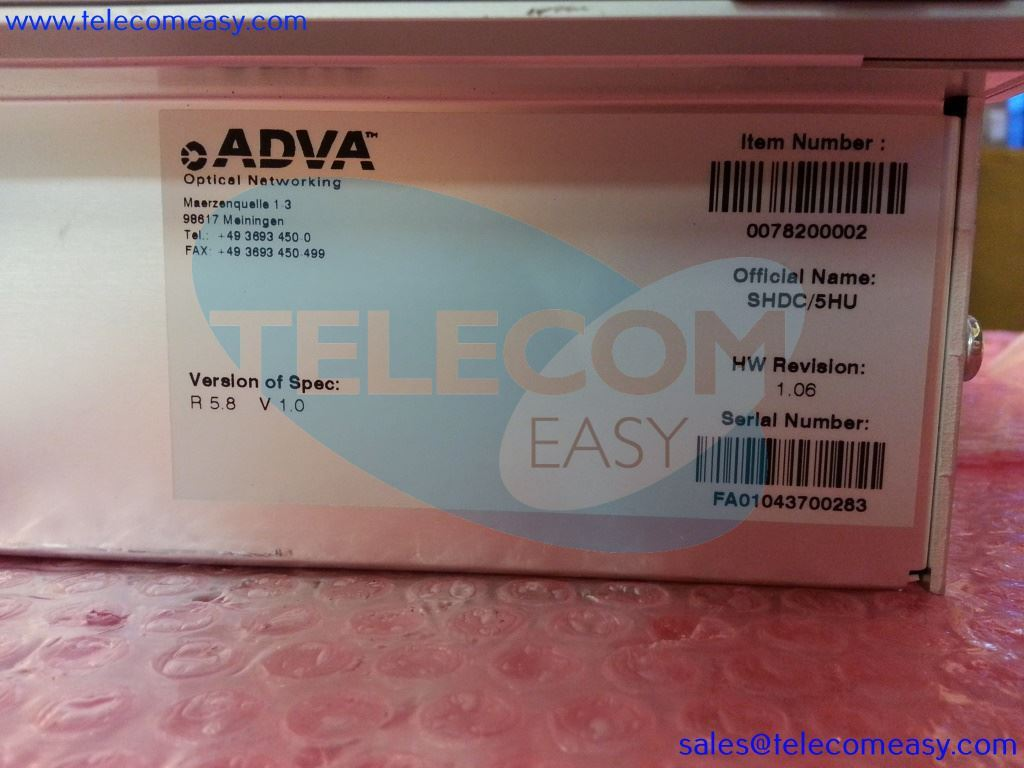 www.telecomeasy.com
ADVA™
Optical Networking
Maerzenquelle 1-3
98617 Meiningen
Tel.: +49 3693 450-0
FAX: +49 3693 450-499
Version of Spec:
R 5.8 V 1.0
Item Number :
0078200002
Official Name:
SHDC/5HU
HW Revision:
1.06
Serial Number:
FA01043700283
TELECOM
EASY
sales@telecomeasy.com